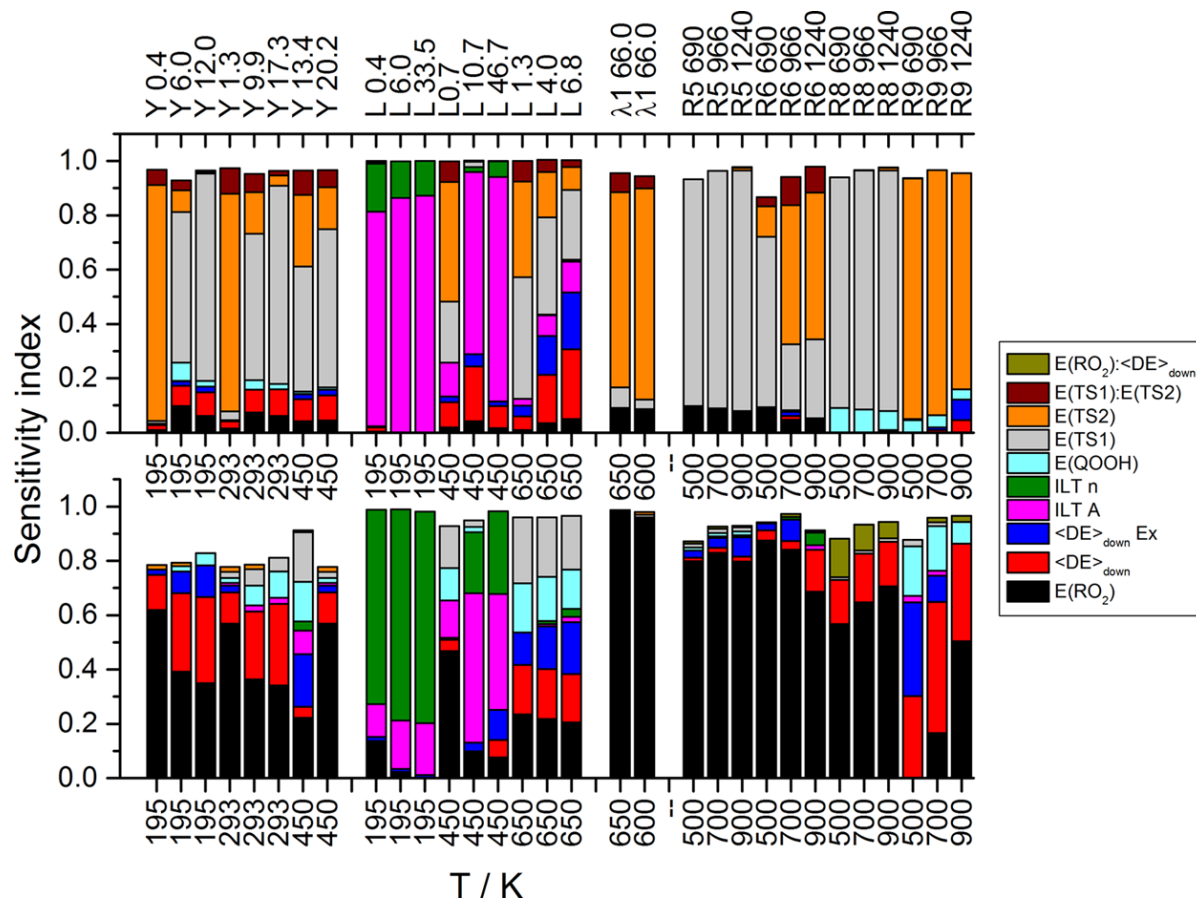 Y 0.4
Y 6.0
Y 12.0
Y 1.3
Y 9.9
Y 17.3
Y 13.4
Y 20.2
L 0.4
L 6.0
L 33.5
L0.7
L 10.7
L 46.7
L 1.3
L 4.0
L 6.8
λ1 66.0
λ1 66.0
R5 690
R5 966
R5 1240
R6 690
R6 966
R6 1240
R8 690
R8 966
R8 1240
R9 690
R9 966
R9 1240
Sensitivity index
1.0
0.8
0.6
0.4
0.2
0.0
195
195
195
293
293
293
450
450
195
195
195
450
450
450
650
650
650
650
600
--
500
700
900
500
700
900
500
700
900
500
700
900
1.0
0.8
0.6
0.4
0.2
0.0
195
195
195
293
293
293
450
450
195
195
195
450
450
450
650
650
650
650
600
--
500
700
900
500
700
900
500
700
900
500
700
900
T / K
E(RO2):<DE>down
E(TS1):E(TS2)
E(TS2)
E(TS1)
E(QOOH)
ILT n
ILT A
<DE>down Ex
<DE>down
E(RO2)